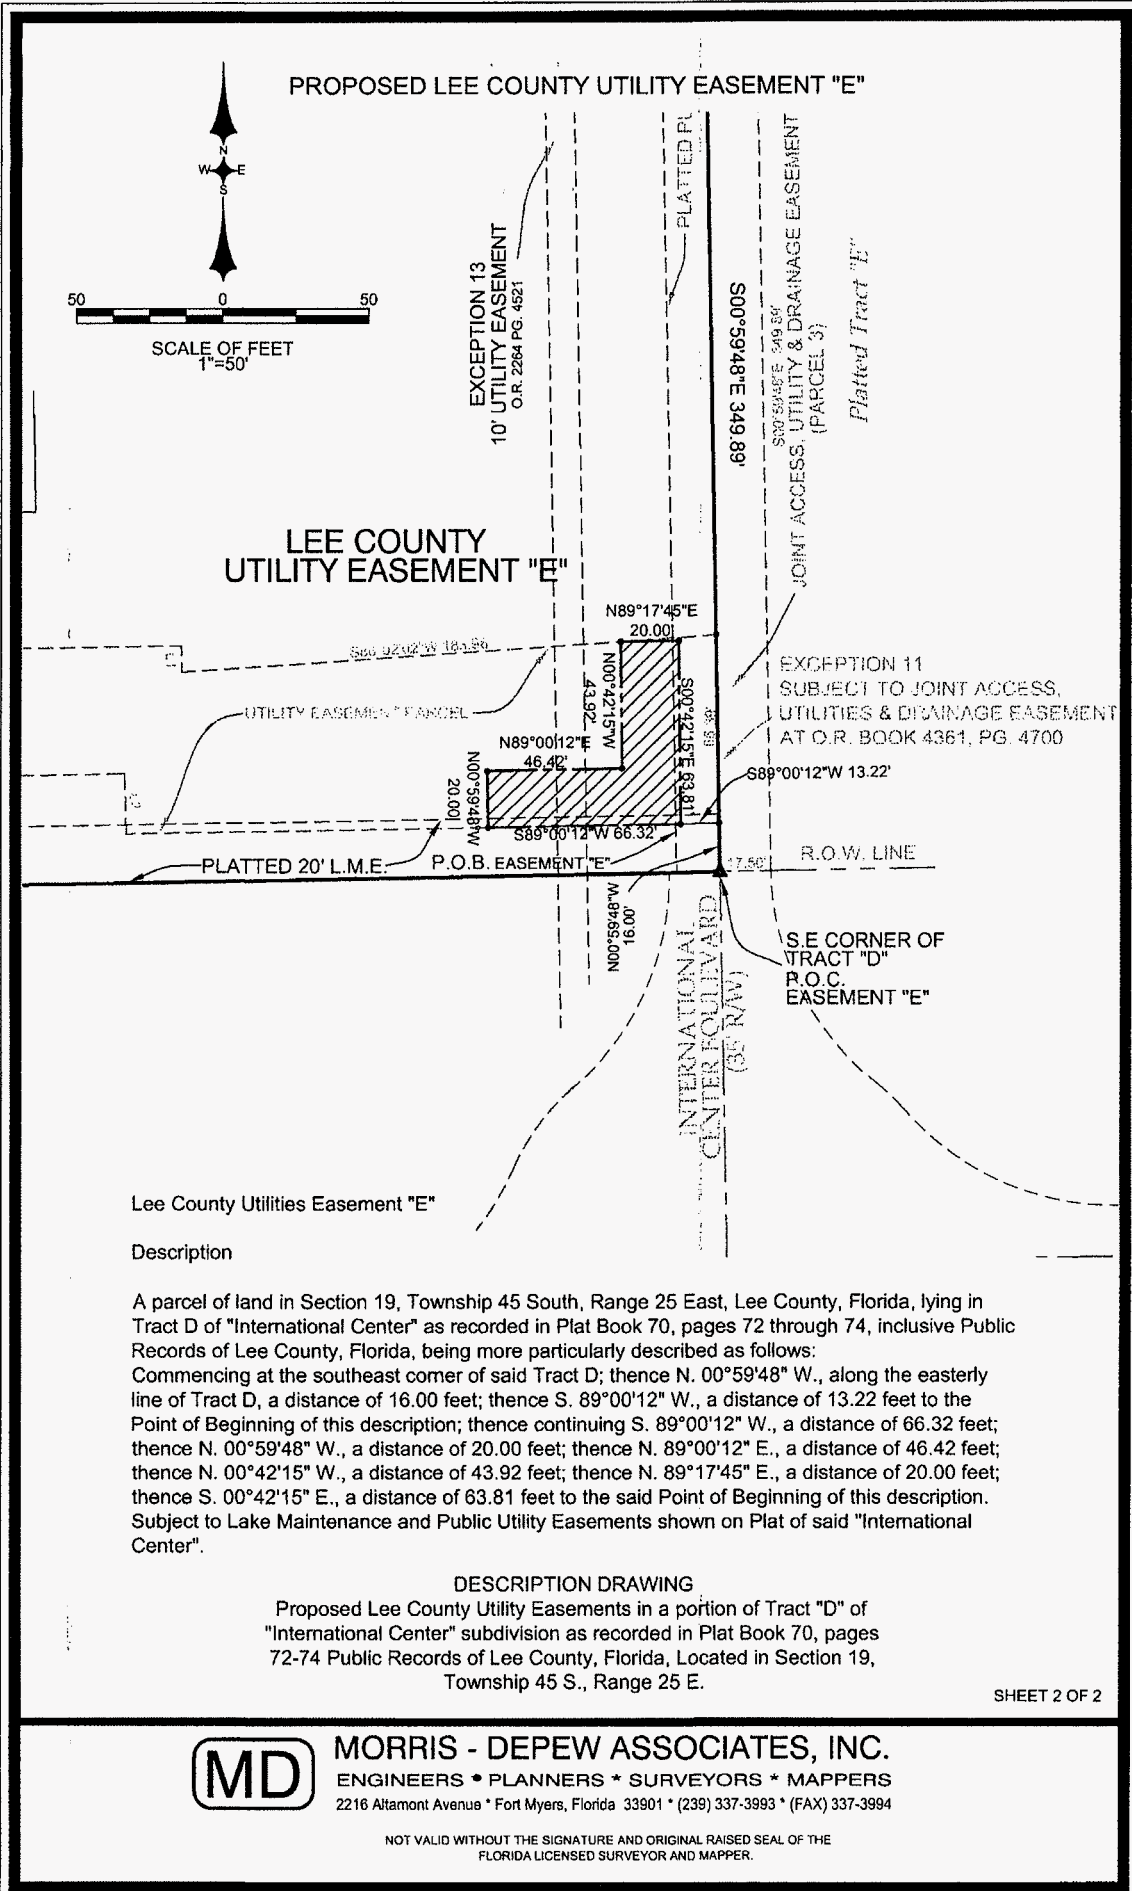 PROPOSED LEE COUNTY UTILITY EASEMENT "E"
N
W E
S
50 0 50
SCALE OF FEET
1"=50'
EXCEPTION 13
10' UTILITY EASEMENT
O.R. 2264 PG. 4521
PLATTED
S00°59'48"E 349.89'
S00°59'48"E 349.89'
JOINT ACCESS, UTILITY & DRAINAGE EASEMENT
(PARCEL 3)
Platted Tract "E"
LEE COUNTY
UTILITY EASEMENT "E"
N89°17'45"E
20.00'
N00°42'15"W
43.92'
S00°42'15"E 63.81'
UTILITY EASEMENT PARCEL
N89°00'12"E
46.42'
N00°59'48"W
20.00'
EXCEPTION 11
SUBJECT TO JOINT ACCESS,
UTILITIES & DRAINAGE EASEMENT
AT O.R. BOOK 4361, PG. 4700
S89°00'12"W 13.22'
S89°00'12"W 66.32'
PLATTED 20' L.M.E.
P.O.B. EASEMENT "E"
17.50'
R.O.W. LINE
N00°59'48"W
16.00'
S.E CORNER OF
TRACT "D"
P.O.C.
EASEMENT "E"
INTERNATIONAL
CENTER BOULEVARD
(35' R/W)
Lee County Utilities Easement "E"
Description
A parcel of land in Section 19, Township 45 South, Range 25 East, Lee County, Florida, lying in
Tract D of "International Center" as recorded in Plat Book 70, pages 72 through 74, inclusive Public
Records of Lee County, Florida, being more particularly described as follows:
Commencing at the southeast corner of said Tract D; thence N. 00°59'48" W., along the easterly
line of Tract D, a distance of 16.00 feet; thence S. 89°00'12" W., a distance of 13.22 feet to the
Point of Beginning of this description; thence continuing S. 89°00'12" W., a distance of 66.32 feet;
thence N. 00°59'48" W., a distance of 20.00 feet; thence N. 89°00'12" E., a distance of 46.42 feet;
thence N. 00°42'15" W., a distance of 43.92 feet; thence N. 89°17'45" E., a distance of 20.00 feet;
thence S. 00°42'15" E., a distance of 63.81 feet to the said Point of Beginning of this description.
Subject to Lake Maintenance and Public Utility Easements shown on Plat of said "International
Center".
DESCRIPTION DRAWING
Proposed Lee County Utility Easements in a portion of Tract "D" of
"International Center" subdivision as recorded in Plat Book 70, pages
72-74 Public Records of Lee County, Florida, Located in Section 19,
Township 45 S., Range 25 E.
SHEET 2 OF 2
MD
MORRIS - DEPEW ASSOCIATES, INC.
ENGINEERS * PLANNERS * SURVEYORS * MAPPERS
2216 Altamont Avenue * Fort Myers, Florida 33901 * (239) 337-3993 * (FAX) 337-3994
NOT VALID WITHOUT THE SIGNATURE AND ORIGINAL RAISED SEAL OF THE
FLORIDA LICENSED SURVEYOR AND MAPPER.